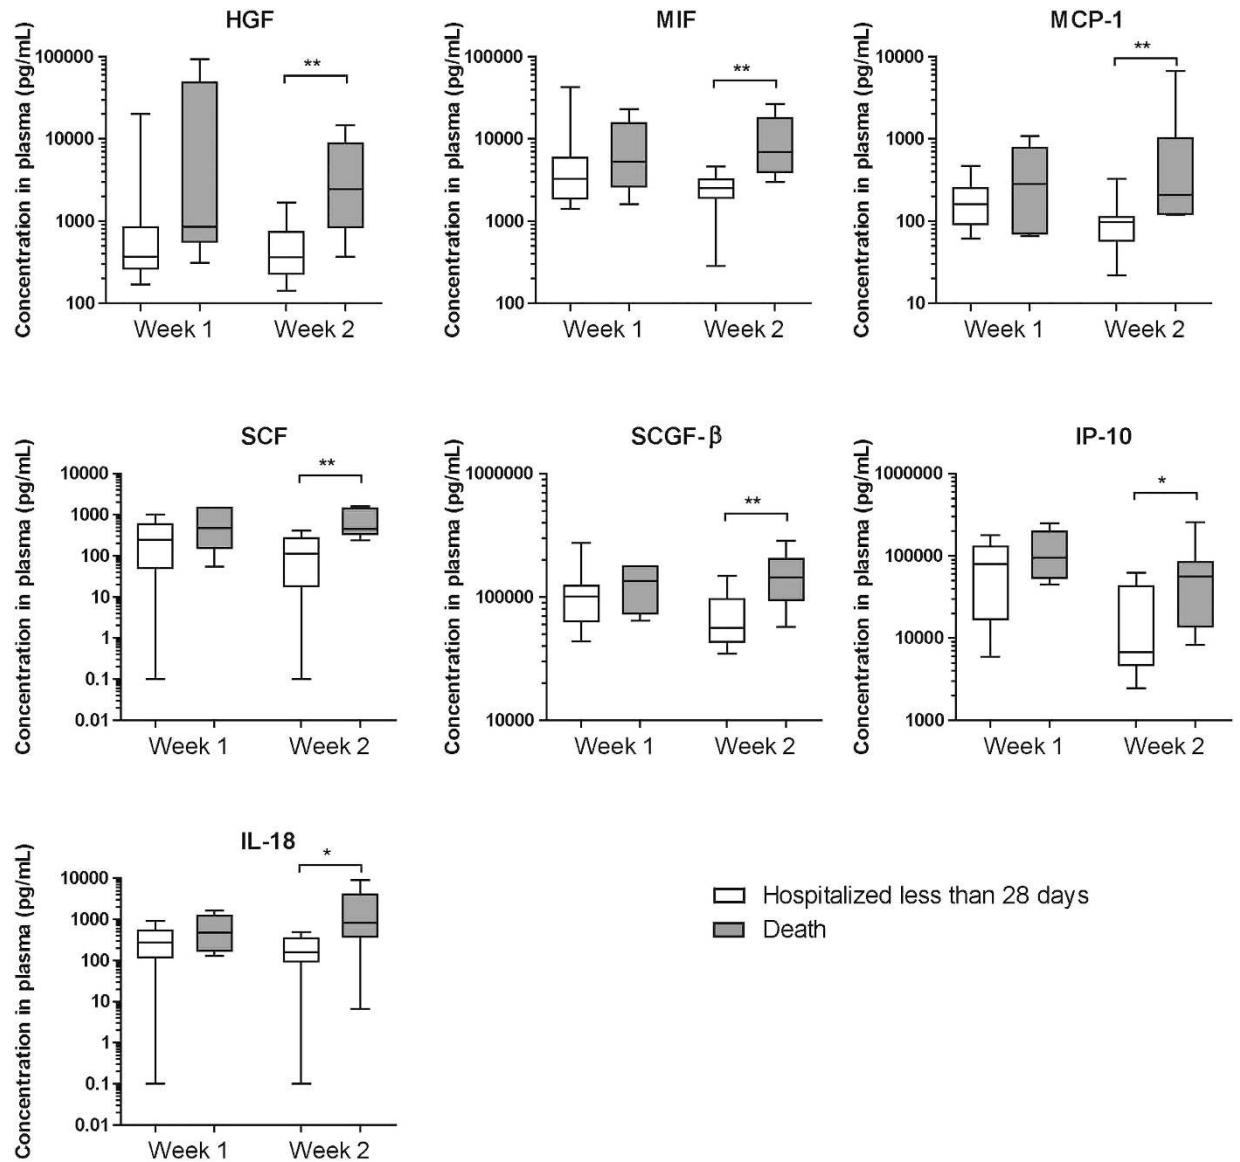 HGF
Concentration in plasma (pg/mL)
100000
10000
1000
100
**
Week 1
Week 2
MIF
Concentration in plasma (pg/mL)
100000
10000
1000
100
**
Week 1
Week 2
MCP-1
Concentration in plasma (pg/mL)
10000
1000
100
10
**
Week 1
Week 2
SCF
Concentration in plasma (pg/mL)
10000
1000
100
10
1
0.1
0.01
**
Week 1
Week 2
SCGF-β
Concentration in plasma (pg/mL)
1000000
100000
10000
**
Week 1
Week 2
IP-10
Concentration in plasma (pg/mL)
1000000
100000
10000
1000
*
Week 1
Week 2
IL-18
Concentration in plasma (pg/mL)
10000
1000
100
10
1
0.1
0.01
*
Week 1
Week 2
Hospitalized less than 28 days
Death